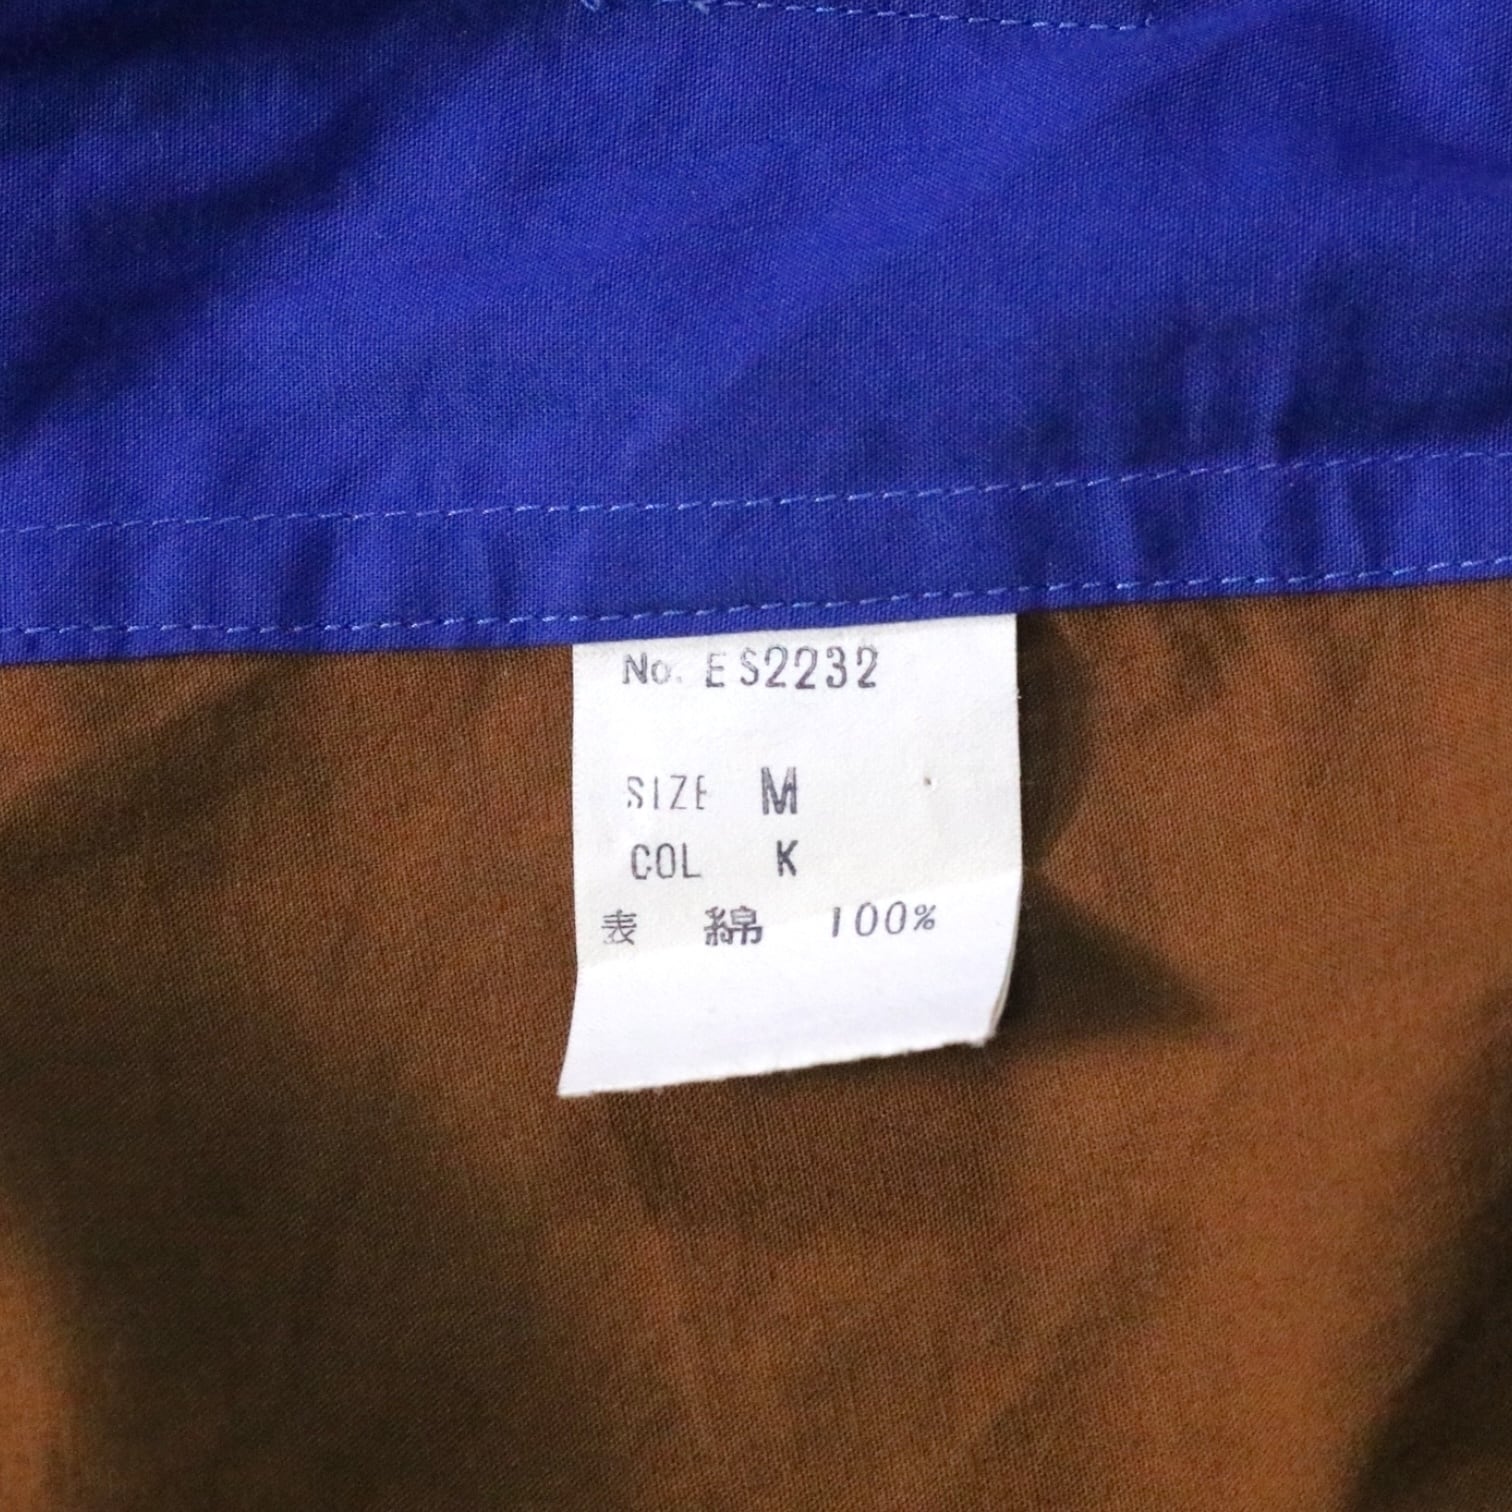 No. ES2232
SIZE M
COL K
表 綿 100%